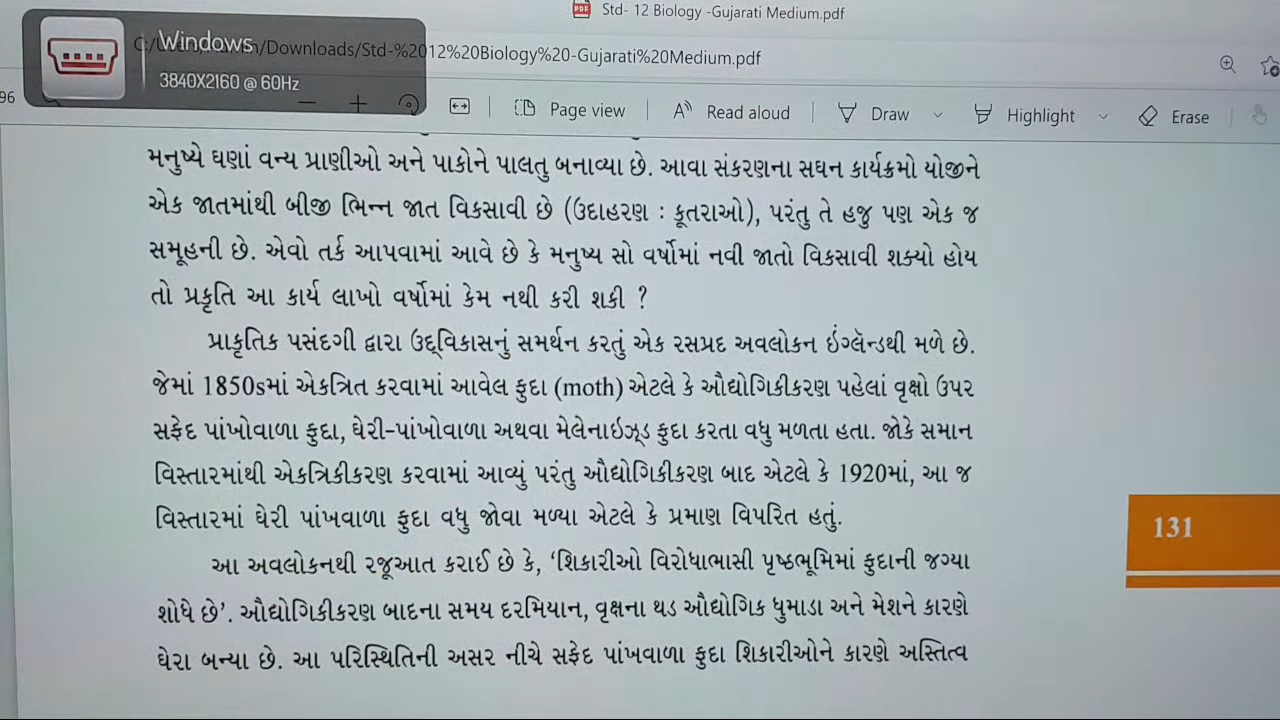 Std- 12 Biology -Gujarati Medium.pdf
Windows
n/Downloads/Std-%2012%20Biology%20-Gujarati%20Medium.pdf
3840X2160 @ 60Hz
96
Page view
Read aloud
Draw
Highlight
Erase
મનુષ્યે ઘણાં વન્ય પ્રાણીઓ અને પાકોને પાલતુ બનાવ્યા છે. આવા સંકરણના સઘન કાર્યક્રમો યોજીને
એક જાતમાંથી બીજી ભિન્ન જાત વિકસાવી છે (ઉદાહરણ : કૂતરાઓ), પરંતુ તે હજુ પણ એક જ
સમૂહની છે. એવો તર્ક આપવામાં આવે છે કે મનુષ્ય સો વર્ષોમાં નવી જાતો વિકસાવી શક્યો હોય
તો પ્રકૃતિ આ કાર્ય લાખો વર્ષોમાં કેમ નથી કરી શકી ?
પ્રાકૃતિક પસંદગી દ્વારા ઉદ્દવિકાસનું સમર્થન કરતું એક રસપ્રદ અવલોકન ઇંગ્લૅન્ડથી મળે છે.
જેમાં 1850sમાં એકત્રિત કરવામાં આવેલ ફુદા (moth) એટલે કે ઔદ્યોગિકીકરણ પહેલાં વૃક્ષો ઉપર
સફેદ પાંખોવાળા ફુદા, ઘેરી-પાંખોવાળા અથવા મેલેનાઇઝ્ડ ફુદા કરતા વધુ મળતા હતા. જોકે સમાન
વિસ્તારમાંથી એકત્રિકીકરણ કરવામાં આવ્યું પરંતુ ઔદ્યોગિકીકરણ બાદ એટલે કે 1920માં, આ જ
વિસ્તારમાં ઘેરી પાંખવાળા ફુદા વધુ જોવા મળ્યા એટલે કે પ્રમાણ વિપરિત હતું.
131
આ અવલોકનથી રજૂઆત કરાઈ છે કે, ‘શિકારીઓ વિરોધાભાસી પૃષ્ઠભૂમિમાં ફુદાની જગ્યા
શોધે છે’. ઔદ્યોગિકીકરણ બાદના સમય દરમિયાન, વૃક્ષના થડ ઔદ્યોગિક ધુમાડા અને મેશને કારણે
ઘેરા બન્યા છે. આ પરિસ્થિતિની અસર નીચે સફેદ પાંખવાળા ફુદા શિકારીઓને કારણે અસ્તિત્વ